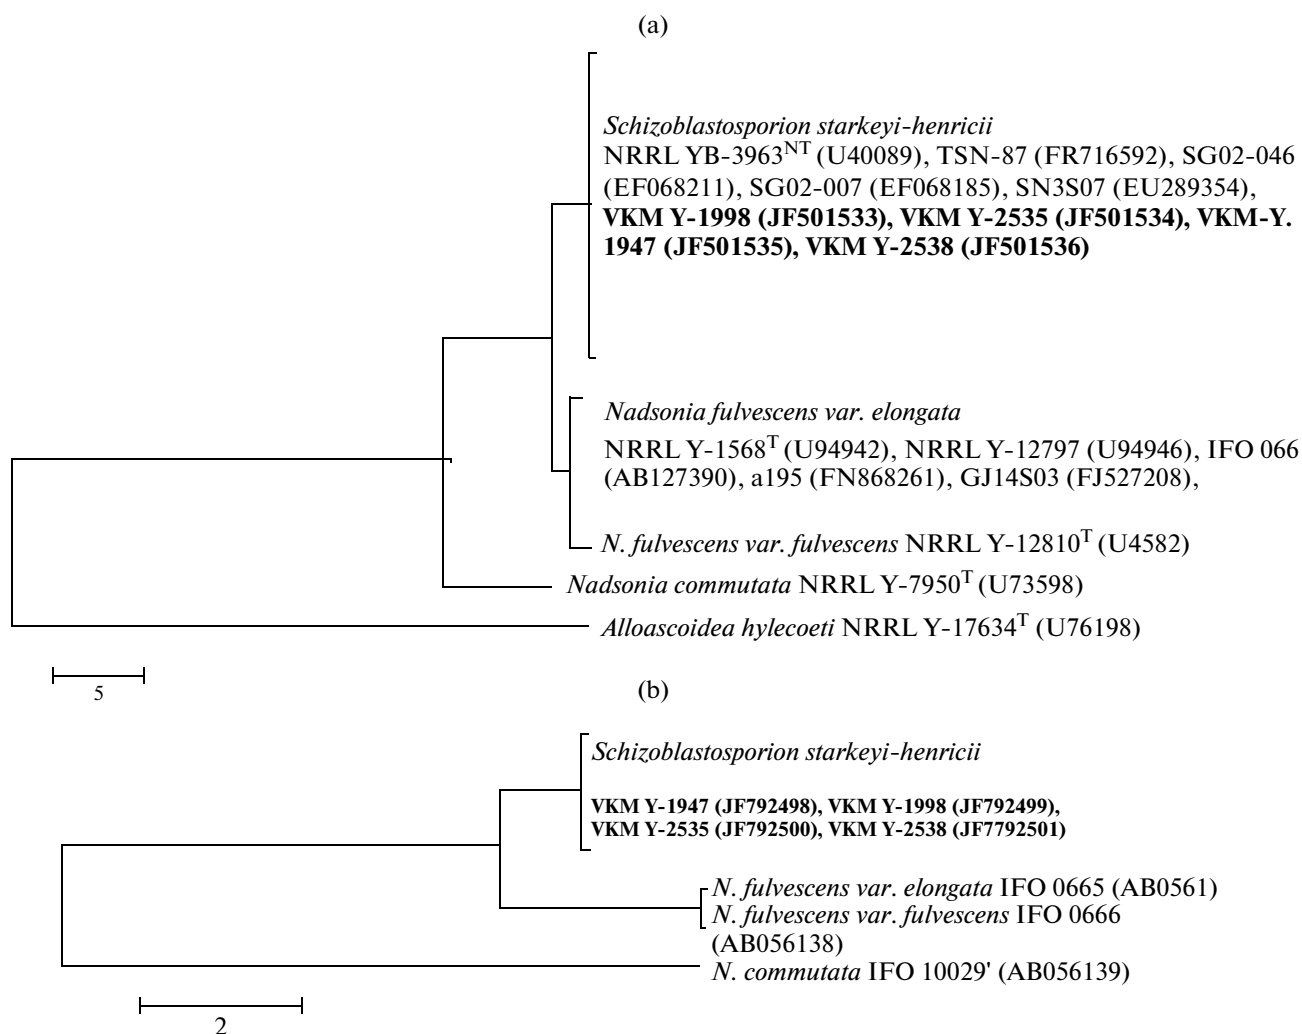 (a)
Schizoblastosporion starkeyi-henricii
NRRL YB-3963NT (U40089), TSN-87 (FR716592), SG02-046
(EF068211), SG02-007 (EF068185), SN3S07 (EU289354),
VKM Y-1998 (JF501533), VKM Y-2535 (JF501534), VKM-Y.
1947 (JF501535), VKM Y-2538 (JF501536)
Nadsonia fulvescens var. elongata
NRRL Y-1568T (U94942), NRRL Y-12797 (U94946), IFO 066
(AB127390), a195 (FN868261), GJ14S03 (FJ527208),
N. fulvescens var. fulvescens NRRL Y-12810T (U4582)
Nadsonia commutata NRRL Y-7950T (U73598)
Alloascoidea hylecoeti NRRL Y-17634T (U76198)
5
(b)
Schizoblastosporion starkeyi-henricii
VKM Y-1947 (JF792498), VKM Y-1998 (JF792499),
VKM Y-2535 (JF792500), VKM Y-2538 (JF7792501)
N. fulvescens var. elongata IFO 0665 (AB0561)
N. fulvescens var. fulvescens IFO 0666
(AB056138)
N. commutata IFO 10029' (AB056139)
2